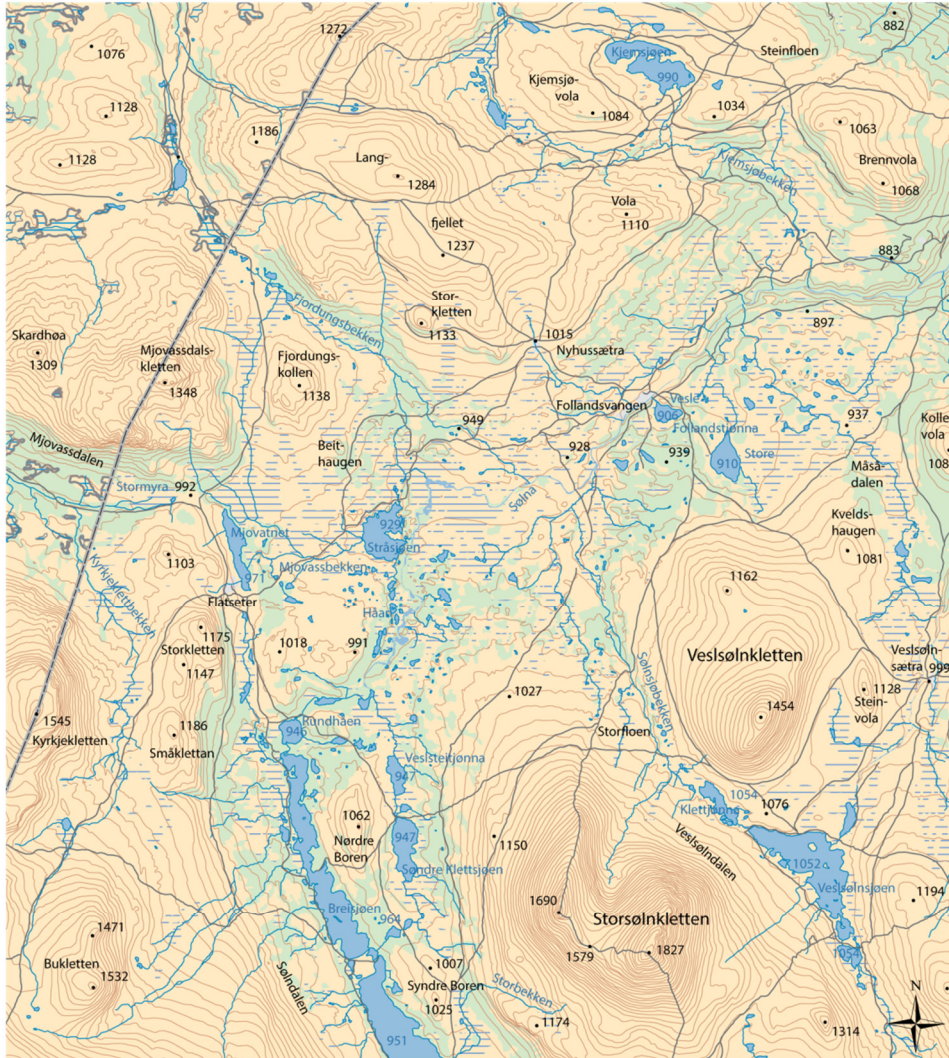 1272
882
1076
Kjemsjøen
Steinfloen
990
Kjemsjø-
vola
1128
1084
1034
1063
1186
1128
Lang-
Kjemsjøbekken
Brennvola
1284
1068
Vola
1110
fjellet
1237
883
Fjordungsbekken
Stor-
kletten
1133
897
Skardhøa
1309
Mjovassdals-
kletten
1348
Fjordungs-
kollen
1138
1015
Nyhussætra
Follandsvangen
Vesle
906
Follandstjønna
937
Kolle
vola
949
Mjovassdalen
Beit-
haugen
928
939
Store
910
108
Måså-
dalen
Stormyra
992
Sølna
Kvelds-
haugen
929
Mjovatnet
Stråsjøen
1081
1103
Mjovassbekken
971
1162
Kyrkjeklettbekken
Flåtseter
Håan
1175
Storkletten
1147
1018
991
Veslsølnkletten
Veslsøln-
sætra
999
Sølnsjøbekken
1128
Stein-
vola
1027
1545
Kyrkjekletten
1186
Småklettan
Rundhåen
946
1454
Storfloen
Veslsteitjønna
947
1054
Klettjønna
1076
1062
Nørdre
Boren
947
1150
Veslsølndalen
1052
Søndre Klettsjøen
Veslsølnsjøen
1194
Breisjøen
964
1690
Storsølnkletten
1471
Bukletten
1532
1579
1827
1054
Sølndalen
1007
Syndre Boren
1025
Storbekken
N
1174
1314
951